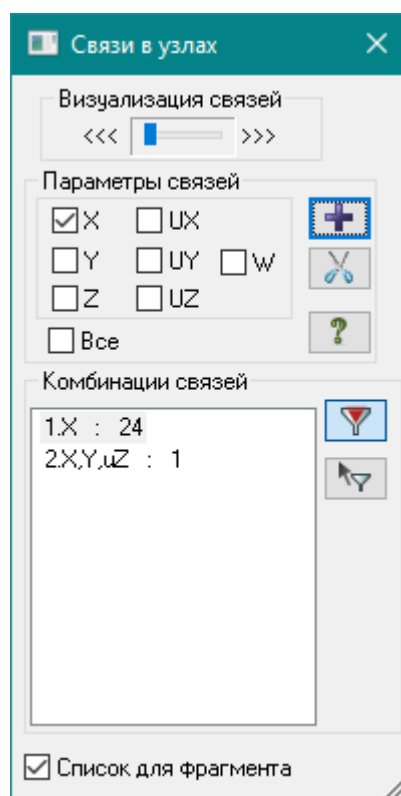 Связи в узлах
Визуализация связей
<<< >>>
Параметры связей
X UX
Y UY W
Z UZ
Все
Комбинации связей
1.X : 24
2.X,Y,uZ : 1
Список для фрагмента